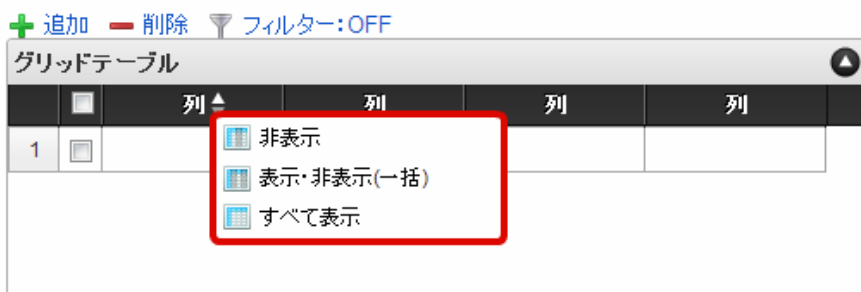 追加 削除 フィルター:OFF
グリッドテーブル
列 列 列 列
1
非表示
表示・非表示(一括)
すべて表示